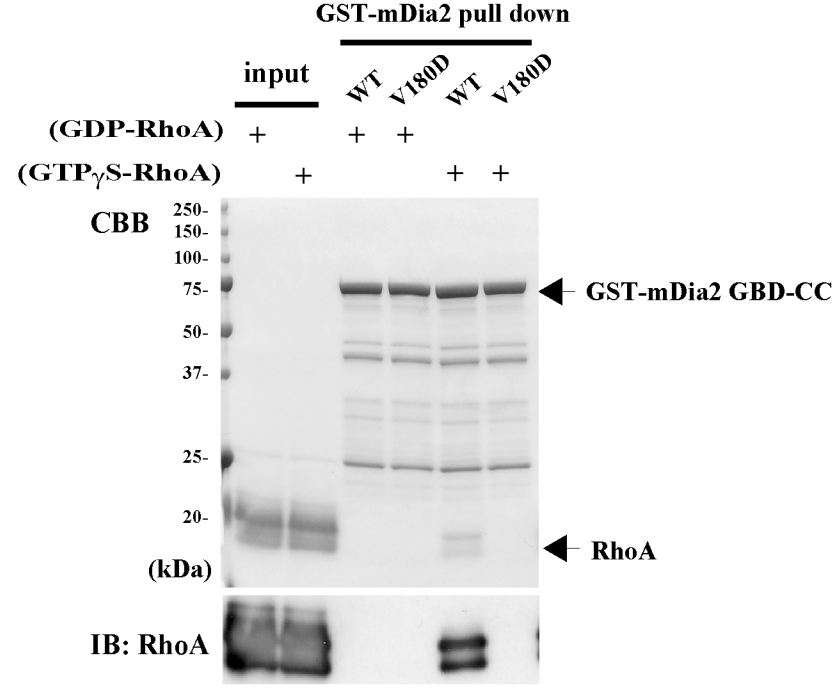 GST-mDia2 pull down
input WT V180D WT V180D
(GDP-RhoA) + + +
(GTPγS-RhoA) + + +
CBB
250-
150-
100-
75- GST-mDia2 GBD-CC
50-
37-
25-
20-
RhoA
(kDa)
IB: RhoA